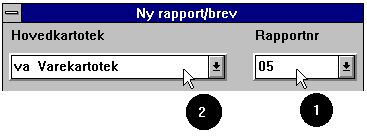 Ny rapport/brev
Hovedkartotek Rapportnr
va Varekartotek 05
2 1